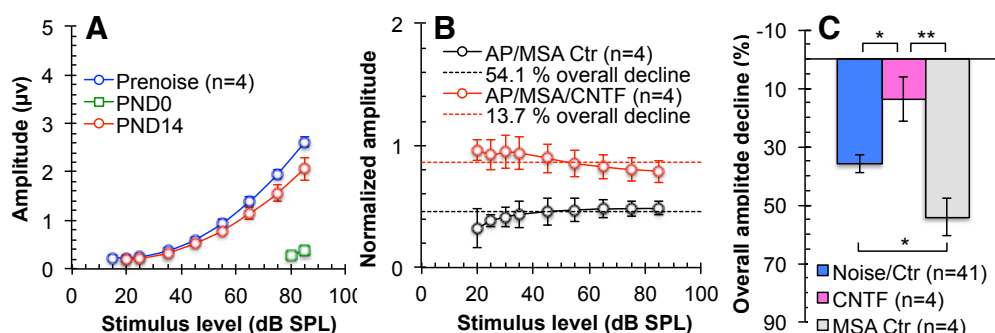 A
Amplitude (µv)
5
4
3
2
1
0
Prenoise (n=4)
PND0
PND14
0 20 40 60 80 10
Stimulus level (dB SPL)
B
Normalized amplitude
2
1
0
AP/MSA Ctr (n=4)
54.1 % overall decline
AP/MSA/CNTF (n=4)
13.7 % overall decline
0 20 40 60 80 100
Stimulus level (dB SPL)
C
Overall amplitde decline (%)
-10
10
30
50
70
90
* **
*
Noise/Ctr (n=41)
CNTF (n=4)
MSA Ctr (n=4)